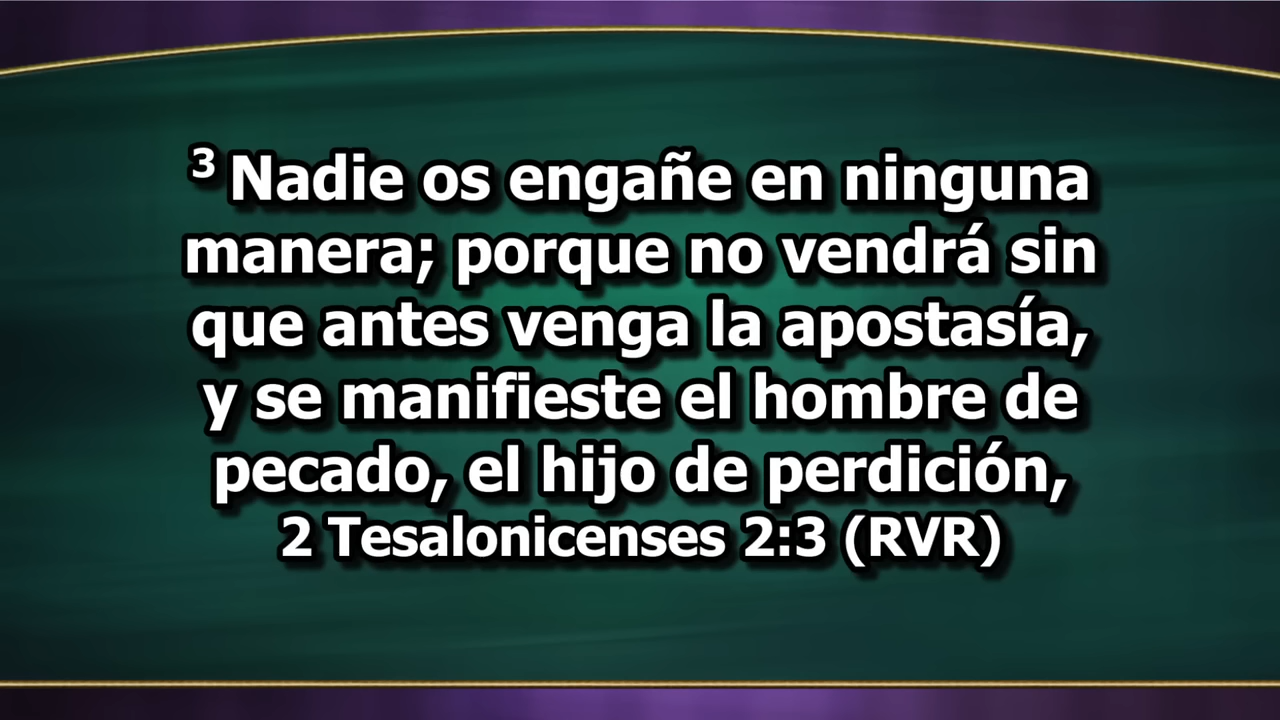 3 Nadie os engañe en ninguna
manera; porque no vendrá sin
que antes venga la apostasía,
y se manifieste el hombre de
pecado, el hijo de perdición,
2 Tesalonicenses 2:3 (RVR)